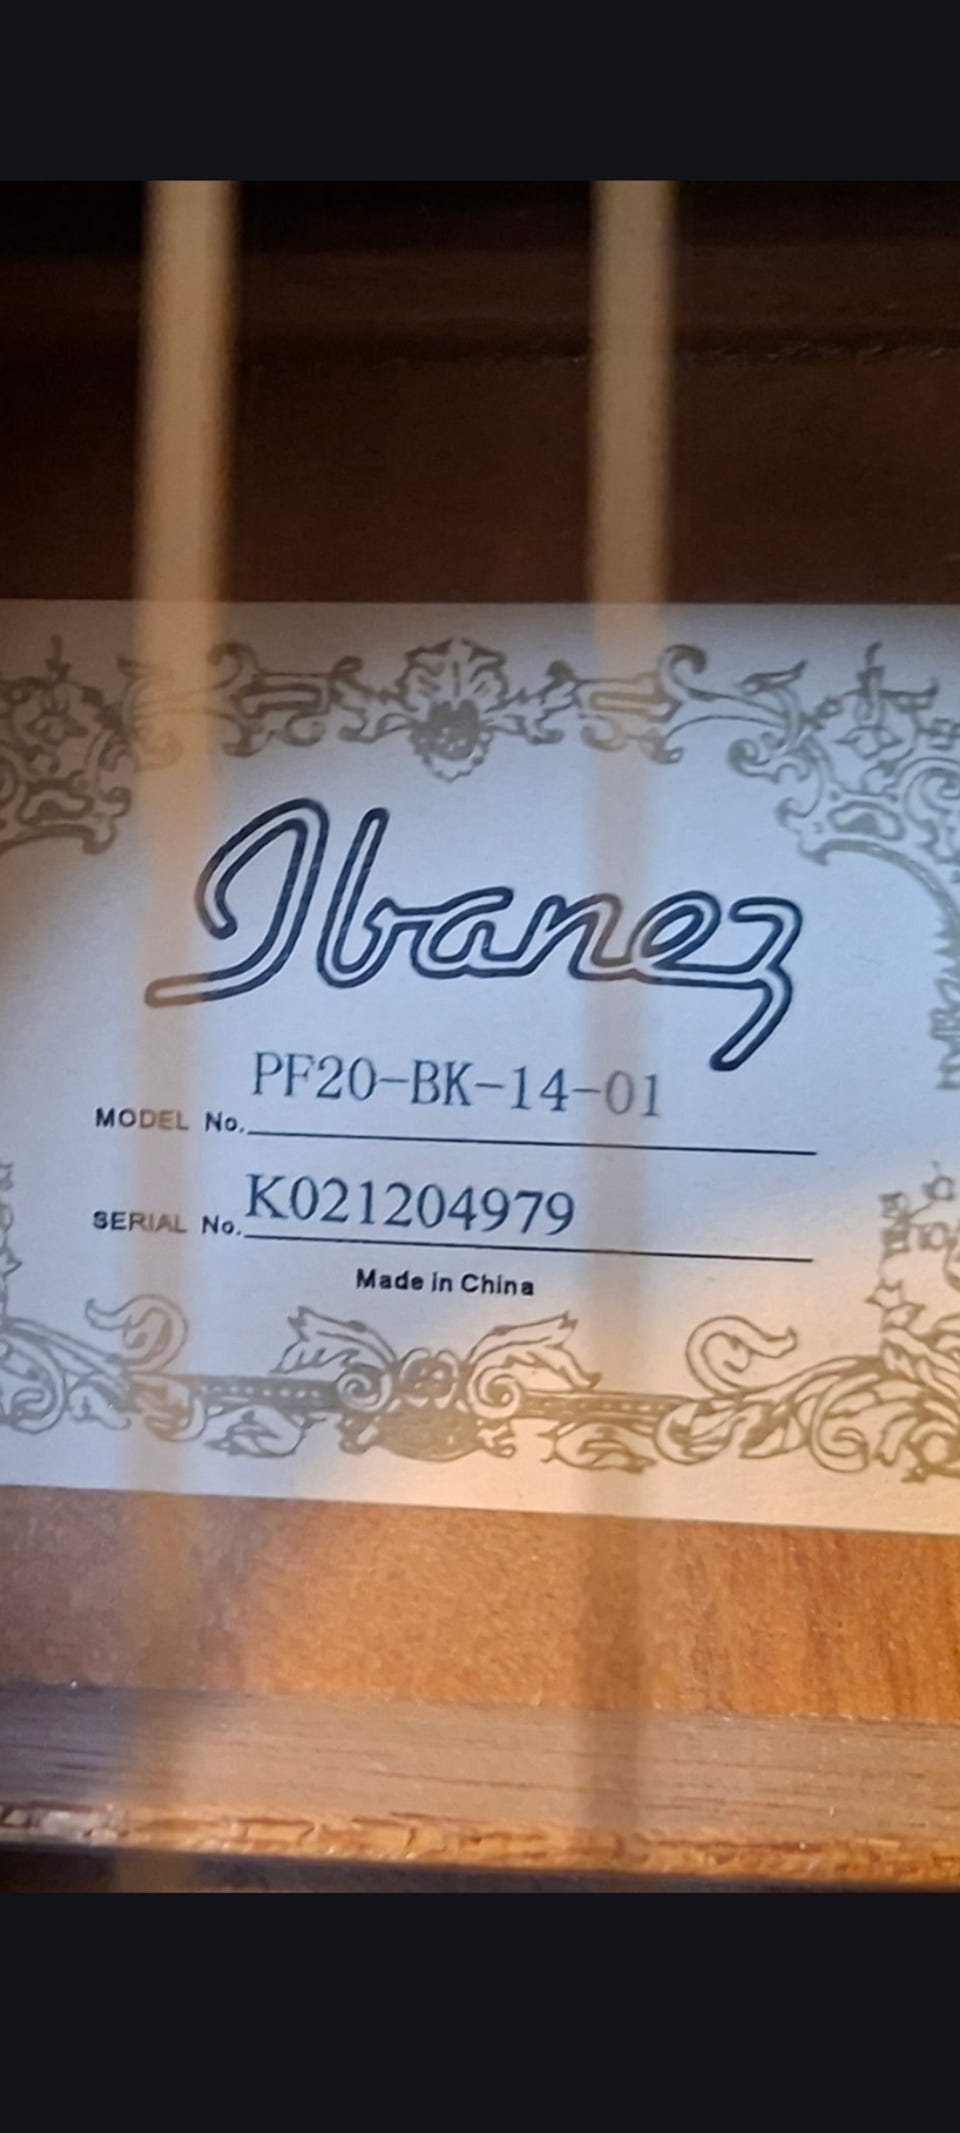 Ibanez
PF20-BK-14-01
MODEL No.
K021204979
SERIAL No.
Made in China